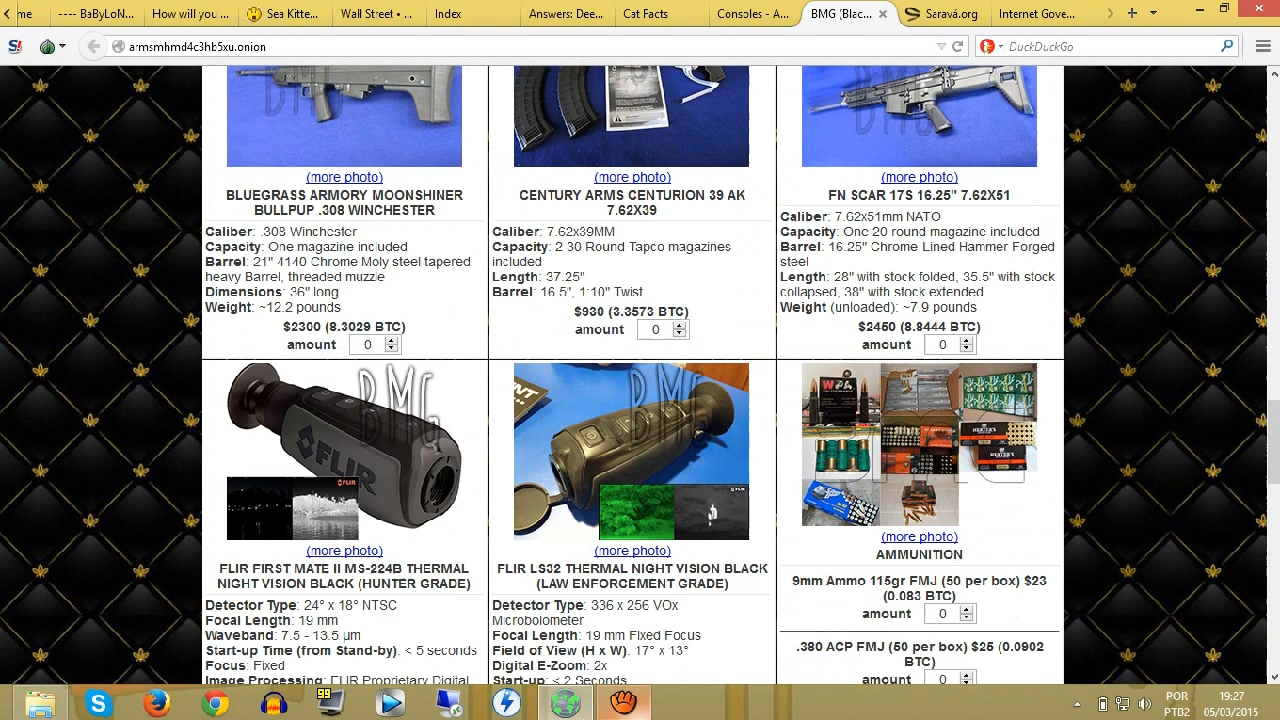 me
---- BaByLoN...
How will you ...
Sea Kitte...
Wall Street • ...
Index
Answers: Dee...
Cat Facts
Consoles - A...
BMG (Blac...
Saravá.org
Internet Gove...
armsmhmd4c3hb5xu.onion
DuckDuckGo
BMG
(more photo)
BLUEGRASS ARMORY MOONSHINER
BULLPUP .308 WINCHESTER
Caliber: .308 Winchester
Capacity: One magazine included
Barrel: 21" 4140 Chrome Moly steel tapered
heavy Barrel, threaded muzzle
Dimensions: 36" long
Weight: ~12.2 pounds
$2300 (8.3029 BTC)
amount 0
(more photo)
CENTURY ARMS CENTURION 39 AK
7.62X39
Caliber: 7.62x39MM
Capacity: 2 30 Round Tapco magazines
included
Length: 37.25"
Barrel: 16.5", 1:10" Twist
$930 (3.3573 BTC)
amount 0
BMG
(more photo)
FN SCAR 17S 16.25" 7.62X51
Caliber: 7.62x51mm NATO
Capacity: One 20 round magazine included
Barrel: 16.25" Chrome Lined Hammer Forged
steel
Length: 28" with stock folded, 35.5" with stock
collapsed, 38" with stock extended
Weight (unloaded): ~7.9 pounds
$2450 (8.8444 BTC)
amount 0
BMG
FLIR
FLIR
(more photo)
FLIR FIRST MATE II MS-224B THERMAL
NIGHT VISION BLACK (HUNTER GRADE)
Detector Type: 24° x 18° NTSC
Focal Length: 19 mm
Waveband: 7.5 - 13.5 µm
Start-up Time (from Stand-by): < 5 seconds
Focus: Fixed
Image Processing: FLIR Proprietary Digital
BMG
FLIR
(more photo)
FLIR LS32 THERMAL NIGHT VISION BLACK
(LAW ENFORCEMENT GRADE)
Detector Type: 336 x 256 VOx
Microbolometer
Focal Length: 19 mm Fixed Focus
Field of View (H x W): 17° x 13°
Digital E-Zoom: 2x
Start-up: < 2 Seconds
WPA
HERTER'S
(more photo)
AMMUNITION
9mm Ammo 115gr FMJ (50 per box) $23
(0.083 BTC)
amount 0
.380 ACP FMJ (50 per box) $25 (0.0902
BTC)
amount 0
99
POR
PTB2
19:27
05/03/2015